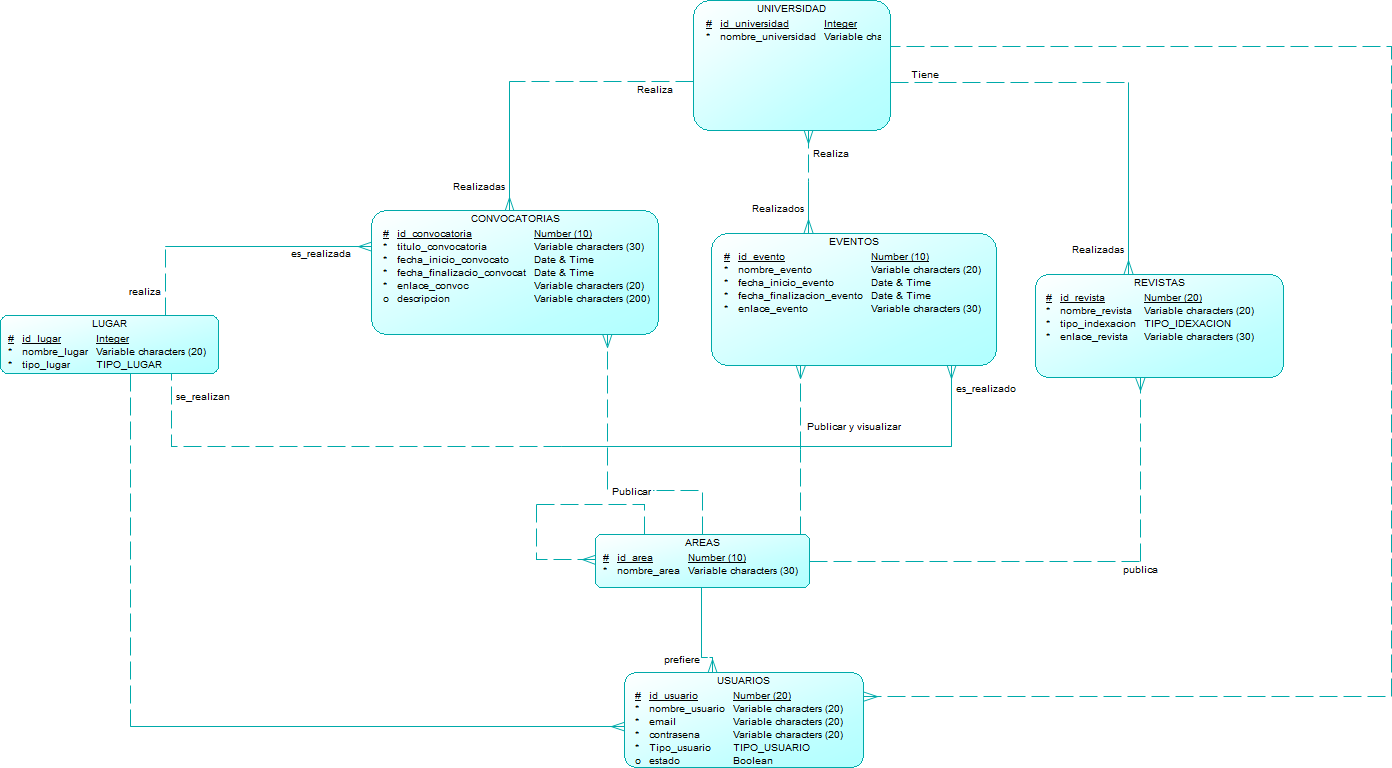 UNIVERSIDAD
# id_universidad Integer
* nombre_universidad Variable cha
Tiene
Realiza
Realiza
Realizadas
Realizados
Realizadas
CONVOCATORIAS
# id_convocatoria Number (10)
* titulo_convocatoria Variable characters (30)
* fecha_inicio_convocato Date & Time
* fecha_finalizacio_convocat Date & Time
* enlace_convoc Variable characters (20)
o descripcion Variable characters (200)
EVENTOS
# id_evento Number (10)
* nombre_evento Variable characters (20)
* fecha_inicio_evento Date & Time
* fecha_finalizacion_evento Date & Time
* enlace_evento Variable characters (30)
REVISTAS
# id_revista Number (20)
* nombre_revista Variable characters (20)
* tipo_indexacion TIPO_IDEXACION
* enlace_revista Variable characters (30)
es_realizada
realiza
LUGAR
# id_lugar Integer
* nombre_lugar Variable characters (20)
* tipo_lugar TIPO_LUGAR
se_realizan
es_realizado
Publicar y visualizar
Publicar
AREAS
# id_area Number (10)
* nombre_area Variable characters (30)
publica
prefiere
USUARIOS
# id_usuario Number (20)
* nombre_usuario Variable characters (20)
* email Variable characters (20)
* contrasena Variable characters (20)
* Tipo_usuario TIPO_USUARIO
o estado Boolean